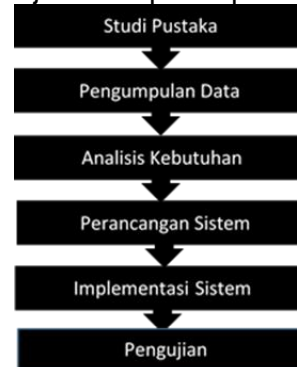 Studi Pustaka
Pengumpulan Data
Analisis Kebutuhan
Perancangan Sistem
Implementasi Sistem
Pengujian